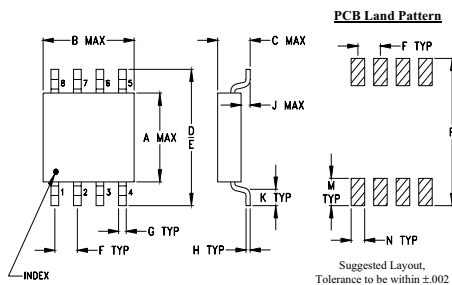 PCB Land Pattern
B MAX
C MAX
F TYP
8 7 6 5
J MAX
A MAX
D
E
K TYP
M
TYP
1 2 3 4
G TYP
F TYP
H TYP
N TYP
INDEX
Suggested Layout,
Tolerance to be within ±.002